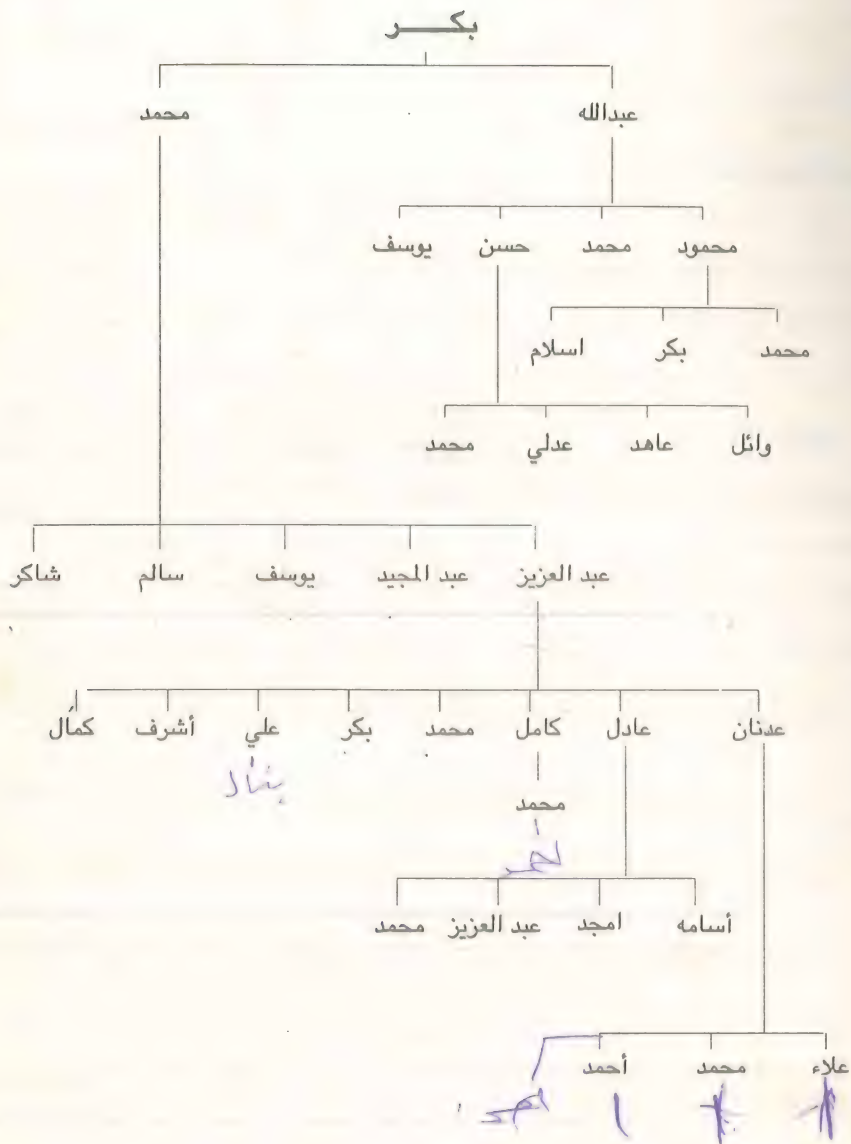 بكـــر
عبدالله محمد
محمود محمد حسن يوسف
محمد بكر اسلام
وائل عاهد عدلي محمد
عبد العزيز عبد المجيد يوسف سالم شاكر
عدنان عادل كامل محمد بكر علي أشرف كمال
محمد
أسامه امجد عبد العزيز محمد
علاء محمد أحمد